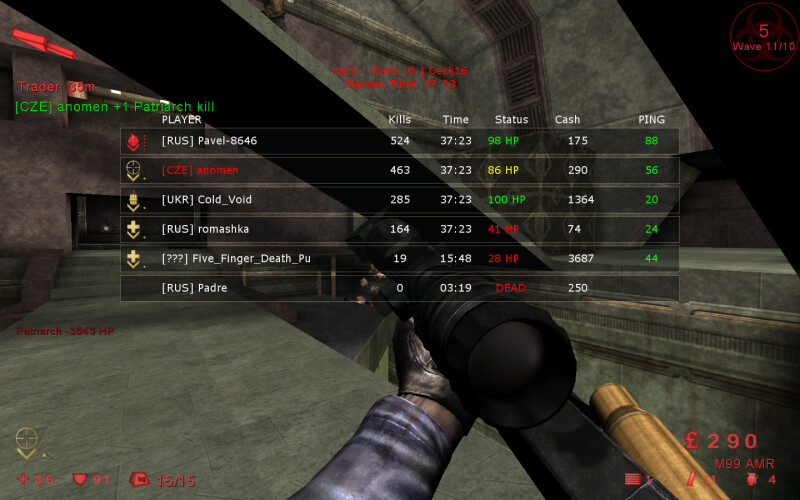 5
Wave 11/10
Trader: 35m
Elapsed Time: 37:23
[CZE] anomen +1 Patriarch kill
PLAYER Kills Time Status Cash PING
[RUS] Pavel-8646 524 37:23 98 HP 175 88
[CZE] anomen 463 37:23 86 HP 290 56
[UKR] Cold_Void 285 37:23 100 HP 1364 20
[RUS] romashka 164 37:23 41 HP 74 24
[???] Five_Finger_Death_Pu 19 15:48 28 HP 3687 44
[RUS] Padre 0 03:19 DEAD 250
Patriarch -3843 HP
£ 290
M99 AMR
86 91 15/15 1 11 4